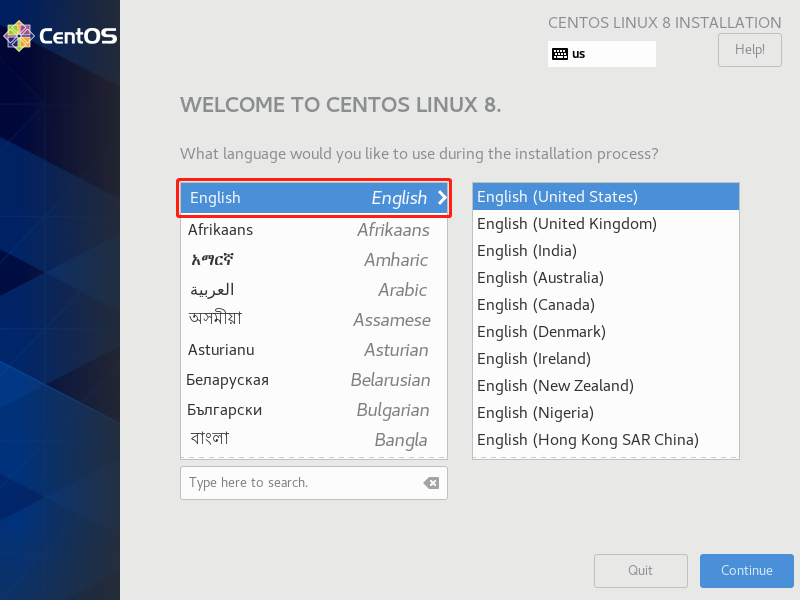 CentOS
CENTOS LINUX 8 INSTALLATION
us
Help!
WELCOME TO CENTOS LINUX 8.
What language would you like to use during the installation process?
English English
Afrikaans Afrikaans
አማርኛ Amharic
العربية Arabic
অসমীয়া Assamese
Asturianu Asturian
Беларуская Belarusian
Български Bulgarian
বাংলা Bangla
Type here to search.
English (United States)
English (United Kingdom)
English (India)
English (Australia)
English (Canada)
English (Denmark)
English (Ireland)
English (New Zealand)
English (Nigeria)
English (Hong Kong SAR China)
Quit
Continue